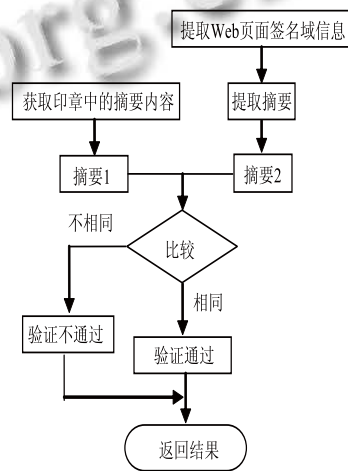 org.
提取Web页面签名域信息
获取印章中的摘要内容
提取摘要
摘要1
摘要2
不相同
比较
相同
验证不通过
验证通过
返回结果